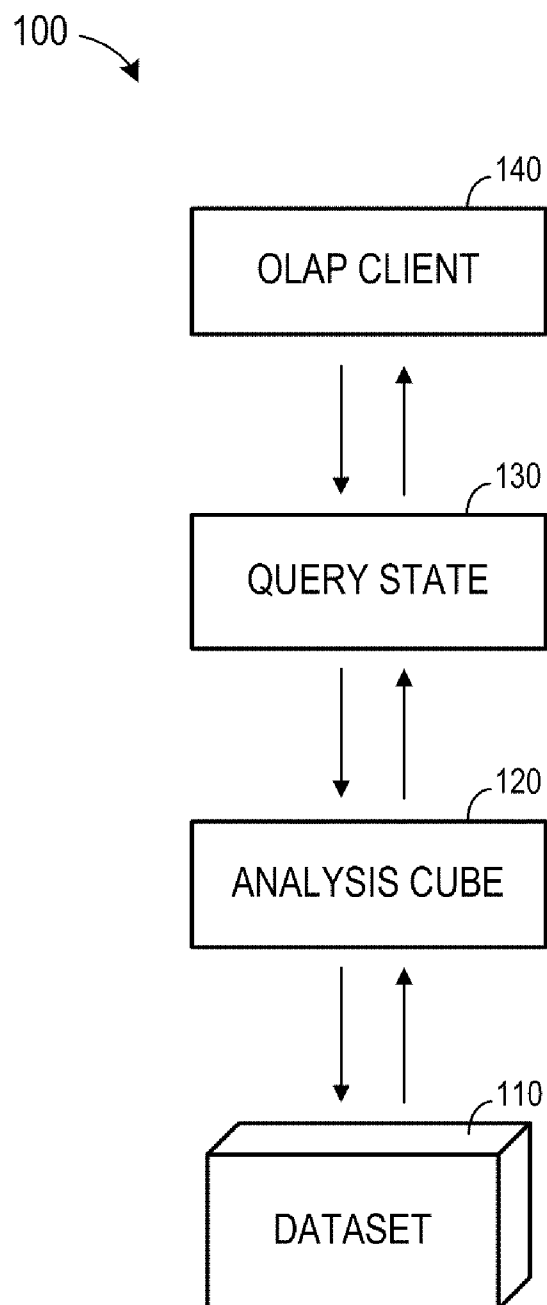 100
140
OLAP CLIENT
130
QUERY STATE
120
ANALYSIS CUBE
110
DATASET